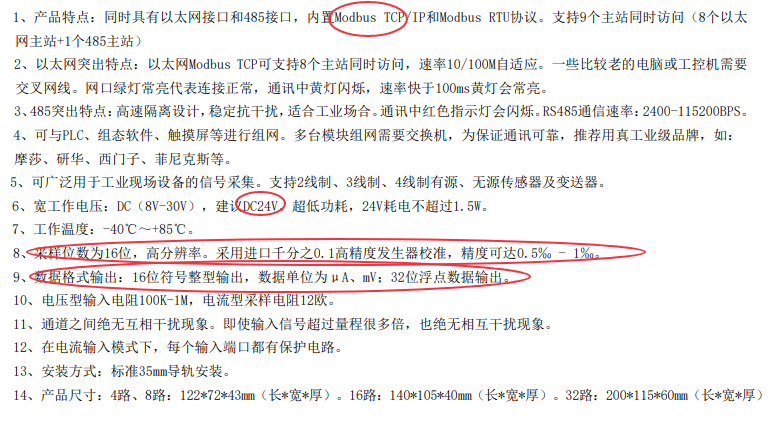 1、产品特点：同时具有以太网接口和485接口，内置Modbus TCP/IP和Modbus RTU协议。支持9个主站同时访问（8个以太
网主站+1个485主站）
2、以太网突出特点：以太网Modbus TCP可支持8个主站同时访问，速率10/100M自适应。一些比较老的电脑或工控机需要
交叉网线。网口绿灯常亮代表连接正常，通讯中黄灯闪烁，速率快于100ms黄灯会常亮。
3、485突出特点：高速隔离设计，稳定抗干扰，适合工业场合。通讯中红色指示灯会闪烁。RS485通信速率：2400-115200BPS。
4、可与PLC、组态软件、触摸屏等进行组网。多台模块组网需要交换机，为保证通讯可靠，推荐用真工业级品牌，如：
摩莎、研华、西门子、菲尼克斯等。
5、可广泛用于工业现场设备的信号采集。支持2线制、3线制、4线制有源、无源传感器及变送器。
6、宽工作电压：DC（8V-30V），建议DC24V。超低功耗，24V耗电不超过1.5W。
7、工作温度：-40℃～+85℃。
8、采样位数为16位，高分辨率。采用进口千分之0.1高精度发生器校准，精度可达0.5‰ - 1‰。
9、数据格式输出：16位符号整型输出，数据单位为μA、mV；32位浮点数据输出。
10、电压型输入电阻100K-1M，电流型采样电阻12欧。
11、通道之间绝无互相干扰现象。即使输入信号超过量程很多倍，也绝无相互干扰现象。
12、在电流输入模式下，每个输入端口都有保护电路。
13、安装方式：标准35mm导轨安装。
14、产品尺寸：4路、8路：122*72*43mm（长*宽*厚）。16路：140*105*40mm（长*宽*厚）。32路：200*115*60mm（长*宽*厚）